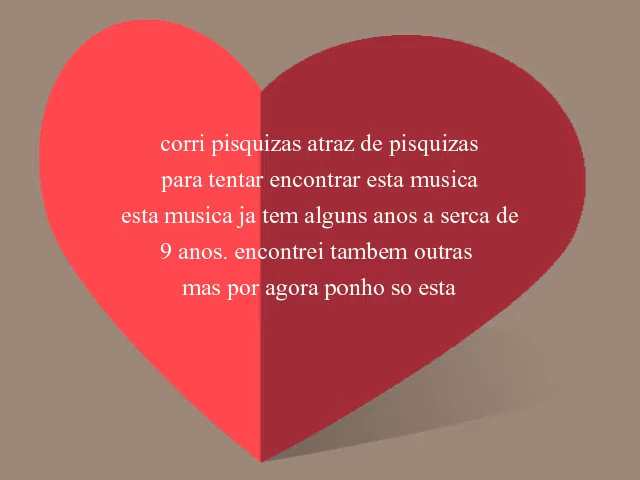 corri pisquizas atraz de pisquizas
para tentar encontrar esta musica
esta musica ja tem alguns anos a serca de
9 anos. encontrei tambem outras
mas por agora ponho so esta